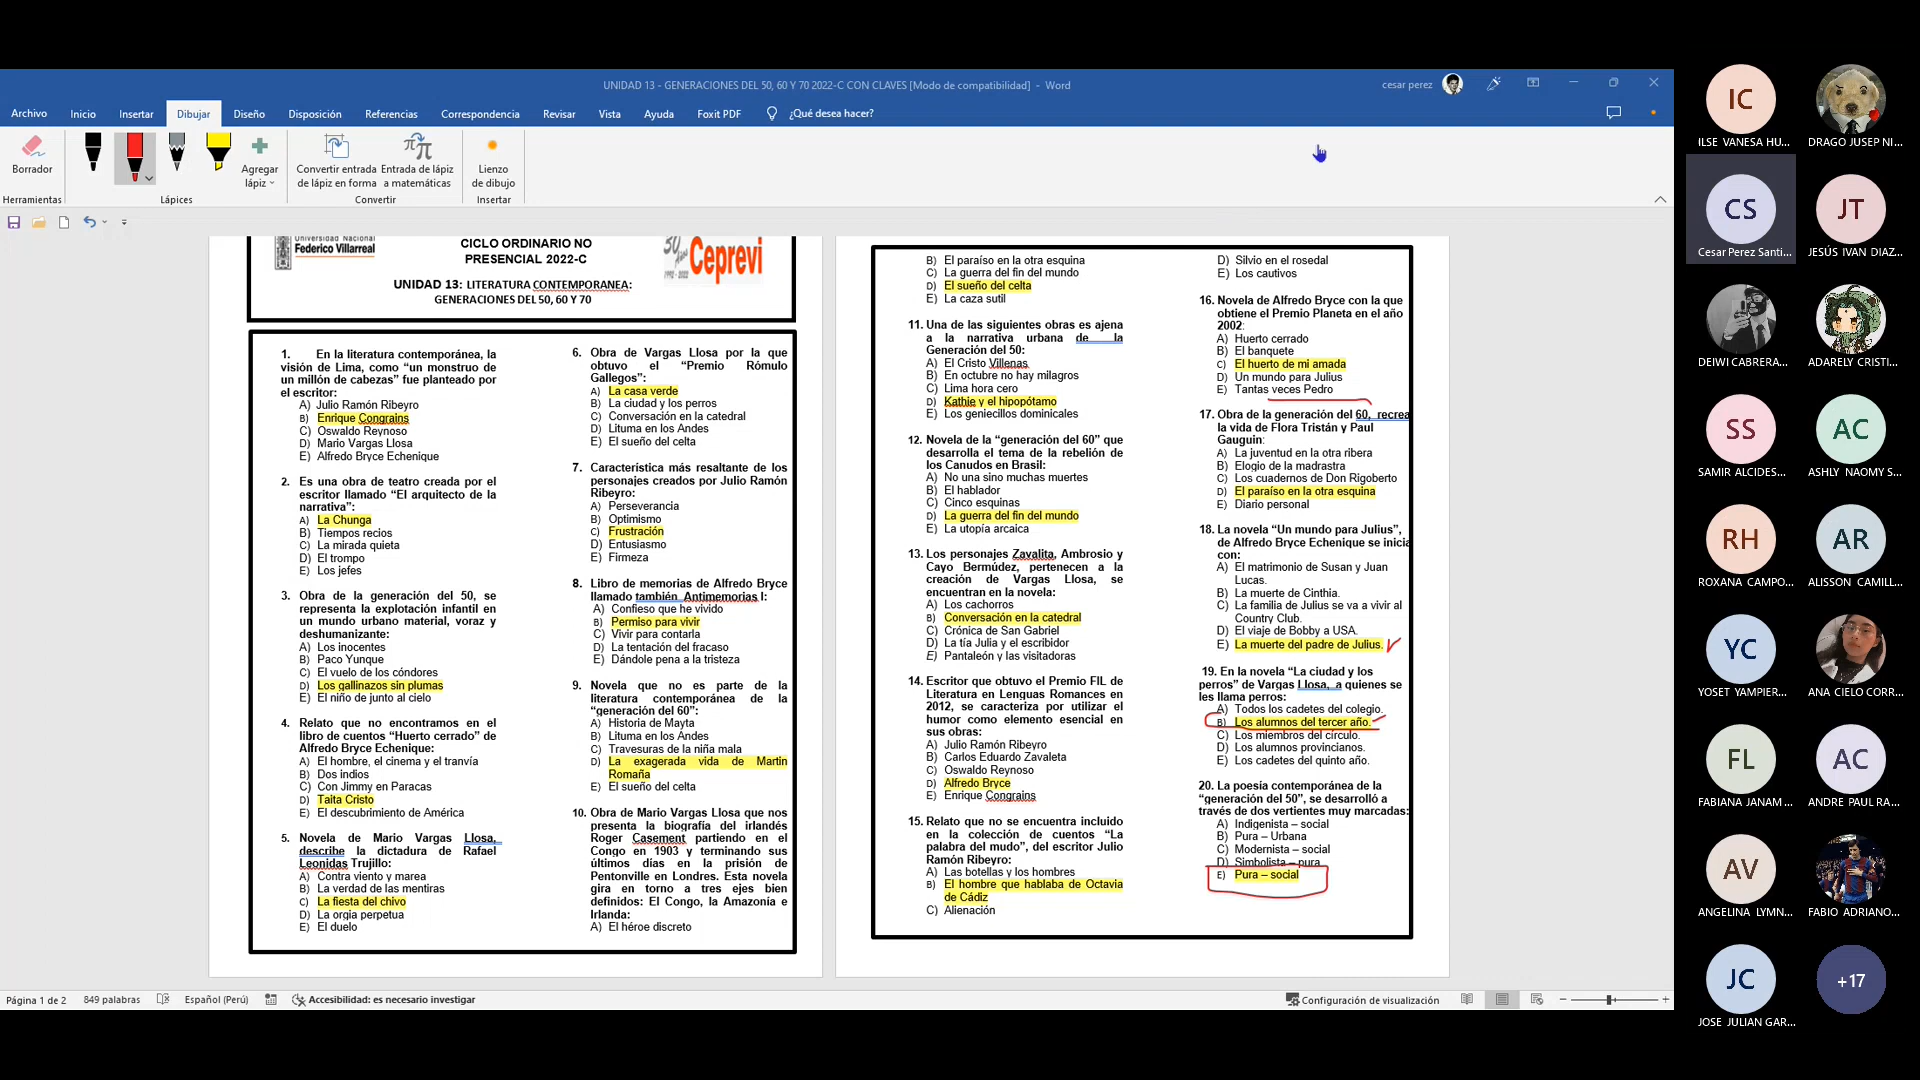 UNIDAD 13 - GENERACIONES DEL 50, 60 Y 70 2022-C CON CLAVES [Modo de compatibilidad] - Word
cesar perez
Archivo
Inicio
Insertar
Dibujar
Diseño
Disposición
Referencias
Correspondencia
Revisar
Vista
Ayuda
Foxit PDF
¿Qué desea hacer?
Borrador
Agregar
lápiz
Convertir entrada
de lápiz en forma
Entrada de lápiz
a matemáticas
Lienzo
de dibujo
Herramientas
Lápices
Convertir
Insertar
Universidad Nacional
Federico Villarreal
CICLO ORDINARIO NO
PRESENCIAL 2022-C
50 Años
1972 - 2022
Ceprevi
UNIDAD 13: LITERATURA CONTEMPORANEA:
GENERACIONES DEL 50, 60 Y 70
1. En la literatura contemporánea, la
visión de Lima, como “un monstruo de
un millón de cabezas” fue planteado por
el escritor:
A) Julio Ramón Ribeyro
B) Enrique Congrains
C) Oswaldo Reynoso
D) Mario Vargas Llosa
E) Alfredo Bryce Echenique
2. Es una obra de teatro creada por el
escritor llamado “El arquitecto de la
narrativa”:
A) La Chunga
B) Tiempos recios
C) La mirada quieta
D) El trompo
E) Los jefes
3. Obra de la generación del 50, se
representa la explotación infantil en
un mundo urbano material, voraz y
deshumanizante:
A) Los inocentes
B) Paco Yunque
C) El vuelo de los cóndores
D) Los gallinazos sin plumas
E) El niño de junto al cielo
4. Relato que no encontramos en el
libro de cuentos “Huerto cerrado” de
Alfredo Bryce Echenique:
A) El hombre, el cinema y el tranvía
B) Dos indios
C) Con Jimmy en Paracas
D) Taita Cristo
E) El descubrimiento de América
5. Novela de Mario Vargas Llosa,
describe la dictadura de Rafael
Leonidas Trujillo:
A) Contra viento y marea
B) La verdad de las mentiras
C) La fiesta del chivo
D) La orgia perpetua
E) El duelo
6. Obra de Vargas Llosa por la que
obtuvo el “Premio Rómulo
Gallegos”:
A) La casa verde
B) La ciudad y los perros
C) Conversación en la catedral
D) Lituma en los Andes
E) El sueño del celta
7. Característica más resaltante de los
personajes creados por Julio Ramón
Ribeyro:
A) Perseverancia
B) Optimismo
C) Frustración
D) Entusiasmo
E) Firmeza
8. Libro de memorias de Alfredo Bryce
llamado también Antimemorias I:
A) Confieso que he vivido
B) Permiso para vivir
C) Vivir para contarla
D) La tentación del fracaso
E) Dándole pena a la tristeza
9. Novela que no es parte de la
literatura contemporánea de la
“generación del 60”:
A) Historia de Mayta
B) Lituma en los Andes
C) Travesuras de la niña mala
D) La exagerada vida de Martin
Romaña
E) El sueño del celta
10. Obra de Mario Vargas Llosa que nos
presenta la biografía del irlandés
Roger Casement partiendo en el
Congo en 1903 y terminando sus
últimos días en la prisión de
Pentonville en Londres. Esta novela
gira en torno a tres ejes bien
definidos: El Congo, la Amazonía e
Irlanda:
A) El héroe discreto
B) El paraíso en la otra esquina
C) La guerra del fin del mundo
D) El sueño del celta
E) La caza sutil
11. Una de las siguientes obras es ajena
a la narrativa urbana de la
Generación del 50:
A) El Cristo Villenas
B) En octubre no hay milagros
C) Lima hora cero
D) Kathie y el hipopótamo
E) Los geniecillos dominicales
12. Novela de la “generación del 60” que
desarrolla el tema de la rebelión de
los Canudos en Brasil:
A) No una sino muchas muertes
B) El hablador
C) Cinco esquinas
D) La guerra del fin del mundo
E) La utopía arcaica
13. Los personajes Zavalita, Ambrosio y
Cayo Bermúdez, pertenecen a la
creación de Vargas Llosa, se
encuentran en la novela:
A) Los cachorros
B) Conversación en la catedral
C) Crónica de San Gabriel
D) La tía Julia y el escribidor
E) Pantaleón y las visitadoras
14. Escritor que obtuvo el Premio FIL de
Literatura en Lenguas Romances en
2012, se caracteriza por utilizar el
humor como elemento esencial en
sus obras:
A) Julio Ramón Ribeyro
B) Carlos Eduardo Zavaleta
C) Oswaldo Reynoso
D) Alfredo Bryce
E) Enrique Congrains
15. Relato que no se encuentra incluido
en la colección de cuentos “La
palabra del mudo”, del escritor Julio
Ramón Ribeyro:
A) Las botellas y los hombres
B) El hombre que hablaba de Octavia
de Cádiz
C) Alienación
D) Silvio en el rosedal
E) Los cautivos
16. Novela de Alfredo Bryce con la que
obtiene el Premio Planeta en el año
2002:
A) Huerto cerrado
B) El banquete
C) El huerto de mi amada
D) Un mundo para Julius
E) Tantas veces Pedro
17. Obra de la generación del 60, recrea
la vida de Flora Tristán y Paul
Gauguin:
A) La juventud en la otra ribera
B) Elogio de la madrastra
C) Los cuadernos de Don Rigoberto
D) El paraíso en la otra esquina
E) Diario personal
18. La novela “Un mundo para Julius”,
de Alfredo Bryce Echenique se inicia
con:
A) El matrimonio de Susan y Juan
Lucas.
B) La muerte de Cinthia.
C) La familia de Julius se va a vivir al
Country Club.
D) El viaje de Bobby a USA.
E) La muerte del padre de Julius.
19. En la novela “La ciudad y los
perros” de Vargas Llosa, a quienes se
les llama perros:
A) Todos los cadetes del colegio.
B) Los alumnos del tercer año.
C) Los miembros del círculo.
D) Los alumnos provincianos.
E) Los cadetes del quinto año.
20. La poesía contemporánea de la
“generación del 50”, se desarrolló a
través de dos vertientes muy marcadas:
A) Indigenista – social
B) Pura – Urbana
C) Modernista – social
D) Simbolista – pura
E) Pura – social
Página 1 de 2
849 palabras
Español (Perú)
Accesibilidad: es necesario investigar
Configuración de visualización
IC
ILSE VANESA HU...
DRAGO JUSEP NI...
CS
Cesar Perez Santi...
JT
JESÚS IVAN DIAZ...
DEIWI CABRERA...
ADARELY CRISTI...
SS
SAMIR ALCIDES...
AC
ASHLY NAOMY S...
RH
ROXANA CAMPO...
AR
ALISSON CAMILL...
YC
YOSET YAMPIER...
ANA CIELO CORR...
FL
FABIANA JANAM...
AC
ANDRE PAUL RA...
AV
ANGELINA LYMN...
FABIO ADRIANO...
JC
JOSE JULIAN GAR...
+17